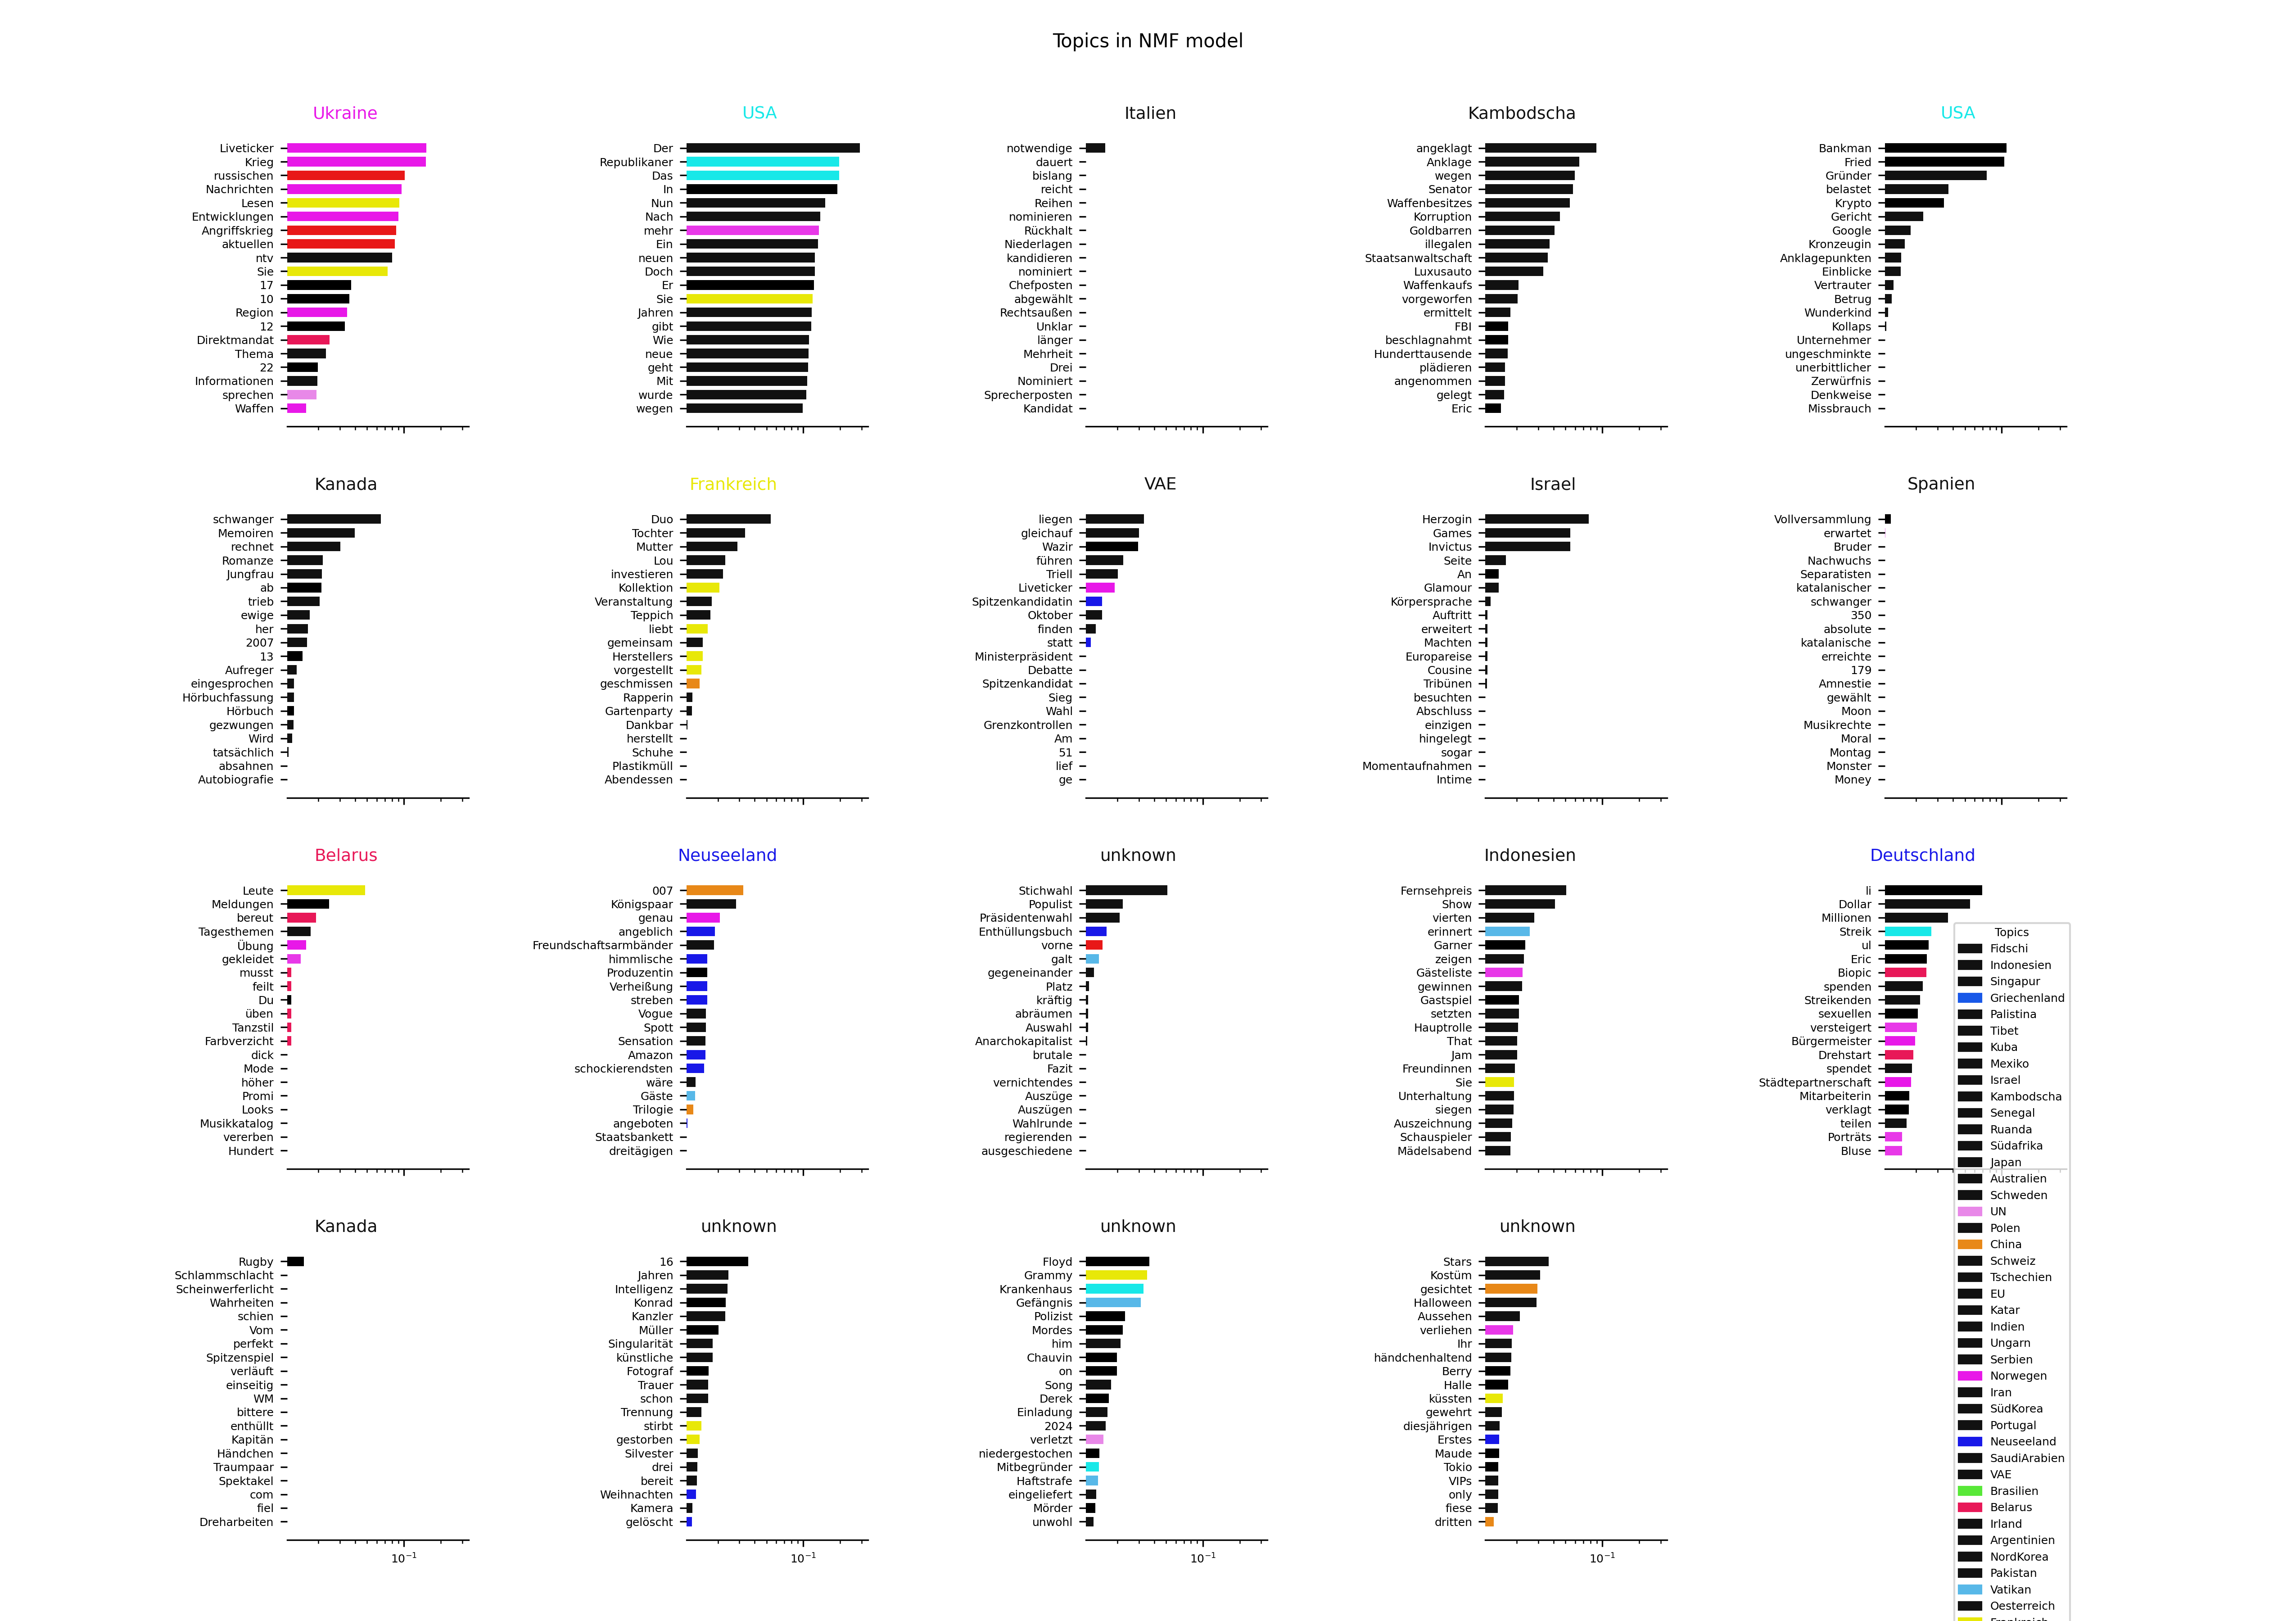 Topics in NMF model
Ukraine
Liveticker
Krieg
russischen
Nachrichten
Lesen
Entwicklungen
Angriffskrieg
aktuellen
ntv
Sie
17
10
Region
12
Direktmandat
Thema
22
Informationen
sprechen
Waffen
USA
Der
Republikaner
Das
In
Nun
Nach
mehr
Ein
neuen
Doch
Er
Sie
Jahren
gibt
Wie
neue
geht
Mit
wurde
wegen
Italien
notwendige
dauert
bislang
reicht
Reihen
nominieren
Rückhalt
Niederlagen
kandidieren
nominiert
Chefposten
abgewählt
Rechtsaußen
Unklar
länger
Mehrheit
Drei
Nominiert
Sprecherposten
Kandidat
Kambodscha
angeklagt
Anklage
wegen
Senator
Waffenbesitzes
Korruption
Goldbarren
illegalen
Staatsanwaltschaft
Luxusauto
Waffenkaufs
vorgeworfen
ermittelt
FBI
beschlagnahmt
Hunderttausende
plädieren
angenommen
gelegt
Eric
USA
Bankman
Fried
Gründer
belastet
Krypto
Gericht
Google
Kronzeugin
Anklagepunkten
Einblicke
Vertrauter
Betrug
Wunderkind
Kollaps
Unternehmer
ungeschminkte
unerbittlicher
Zerwürfnis
Denkweise
Missbrauch
Kanada
schwanger
Memoiren
rechnet
Romanze
Jungfrau
ab
trieb
ewige
her
2007
13
Aufreger
eingesprochen
Hörbuchfassung
Hörbuch
gezwungen
Wird
tatsächlich
absahnen
Autobiografie
Frankreich
Duo
Tochter
Mutter
Lou
investieren
Kollektion
Veranstaltung
Teppich
liebt
gemeinsam
Herstellers
vorgestellt
geschmissen
Rapperin
Gartenparty
Dankbar
herstellt
Schuhe
Plastikmüll
Abendessen
VAE
liegen
gleichauf
Wazir
führen
Triell
Liveticker
Spitzenkandidatin
Oktober
finden
statt
Ministerpräsident
Debatte
Spitzenkandidat
Sieg
Wahl
Grenzkontrollen
Am
51
lief
ge
Israel
Herzogin
Games
Invictus
Seite
An
Glamour
Körpersprache
Auftritt
erweitert
Machten
Europareise
Cousine
Tribünen
besuchten
Abschluss
einzigen
hingelegt
sogar
Momentaufnahmen
Intime
Spanien
Vollversammlung
erwartet
Bruder
Nachwuchs
Separatisten
katalanischer
schwanger
350
absolute
katalanische
erreichte
179
Amnestie
gewählt
Moon
Musikrechte
Moral
Montag
Monster
Money
Belarus
Leute
Meldungen
bereut
Tagesthemen
Übung
gekleidet
musst
feilt
Du
üben
Tanzstil
Farbverzicht
dick
Mode
höher
Promi
Looks
Musikkatalog
vererben
Hundert
Neuseeland
007
Königspaar
genau
angeblich
Freundschaftsarmbänder
himmlische
Produzentin
Verheißung
streben
Vogue
Spott
Sensation
Amazon
schockierendsten
wäre
Gäste
Trilogie
angeboten
Staatsbankett
dreitägigen
unknown
Stichwahl
Populist
Präsidentenwahl
Enthüllungsbuch
vorne
galt
gegeneinander
Platz
kräftig
abräumen
Auswahl
Anarchokapitalist
brutale
Fazit
vernichtendes
Auszüge
Auszügen
Wahlrunde
regierenden
ausgeschiedene
Indonesien
Fernsehpreis
Show
vierten
erinnert
Garner
zeigen
Gästeliste
gewinnen
Gastspiel
setzten
Hauptrolle
That
Jam
Freundinnen
Sie
Unterhaltung
siegen
Auszeichnung
Schauspieler
Mädelsabend
Deutschland
li
Dollar
Millionen
Streik
ul
Eric
Biopic
spenden
Streikenden
sexuellen
versteigert
Bürgermeister
Drehstart
spendet
Städtepartnerschaft
Mitarbeiterin
verklagt
teilen
Porträts
Bluse
Kanada
Rugby
Schlammschlacht
Scheinwerferlicht
Wahrheiten
schien
Vom
perfekt
Spitzenspiel
verläuft
einseitig
WM
bittere
enthüllt
Kapitän
Händchen
Traumpaar
Spektakel
com
fiel
Dreharbeiten
10⁻¹
unknown
16
Jahren
Intelligenz
Konrad
Kanzler
Müller
Singularität
künstliche
Fotograf
Trauer
schon
Trennung
stirbt
gestorben
Silvester
drei
bereit
Weihnachten
Kamera
gelöscht
10⁻¹
unknown
Floyd
Grammy
Krankenhaus
Gefängnis
Polizist
Mordes
him
Chauvin
on
Song
Derek
Einladung
2024
verletzt
niedergestochen
Mitbegründer
Haftstrafe
eingeliefert
Mörder
unwohl
10⁻¹
unknown
Stars
Kostüm
gesichtet
Halloween
Aussehen
verliehen
Ihr
händchenhaltend
Berry
Halle
küssten
gewehrt
diesjährigen
Erstes
Maude
Tokio
VIPs
only
fiese
dritten
10⁻¹
Topics
Fidschi
Indonesien
Singapur
Griechenland
Palistina
Tibet
Kuba
Mexiko
Israel
Kambodscha
Senegal
Ruanda
Südafrika
Japan
Australien
Schweden
UN
Polen
China
Schweiz
Tschechien
EU
Katar
Indien
Ungarn
Serbien
Norwegen
Iran
SüdKorea
Portugal
Neuseeland
SaudiArabien
VAE
Brasilien
Belarus
Irland
Argentinien
NordKorea
Pakistan
Vatikan
Oesterreich